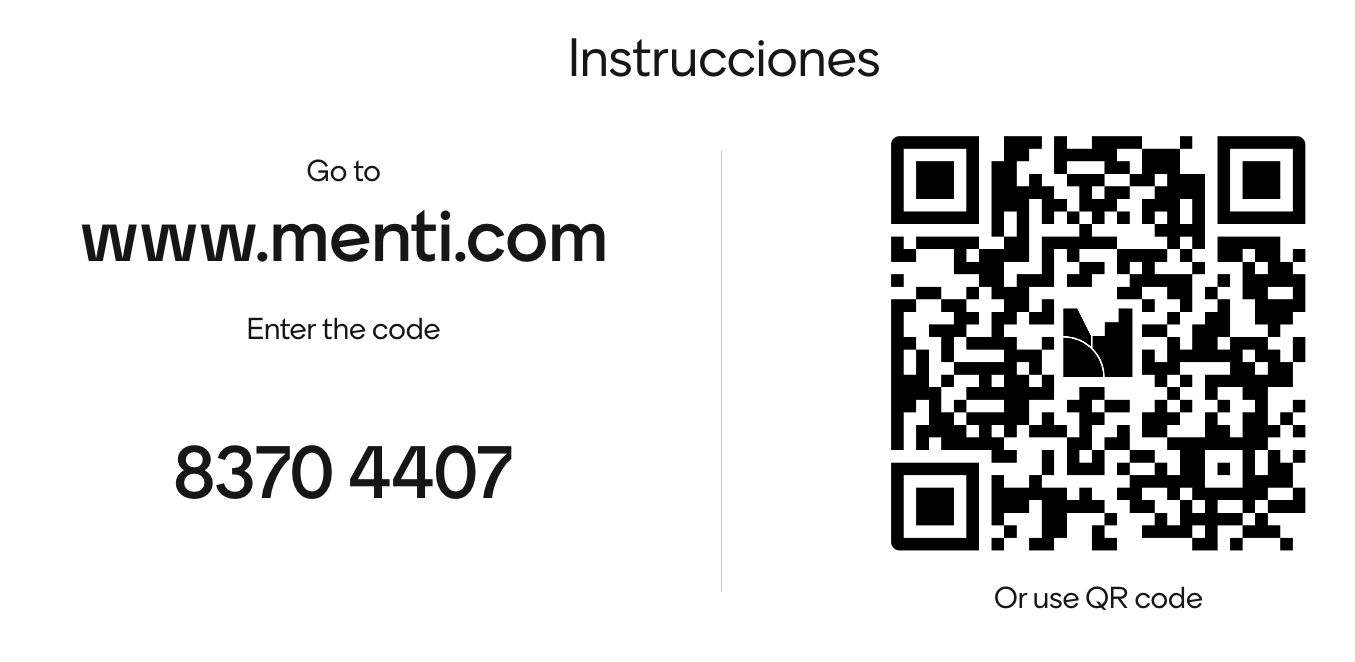 Instrucciones
Go to
www.menti.com
Enter the code
8370 4407
Or use QR code